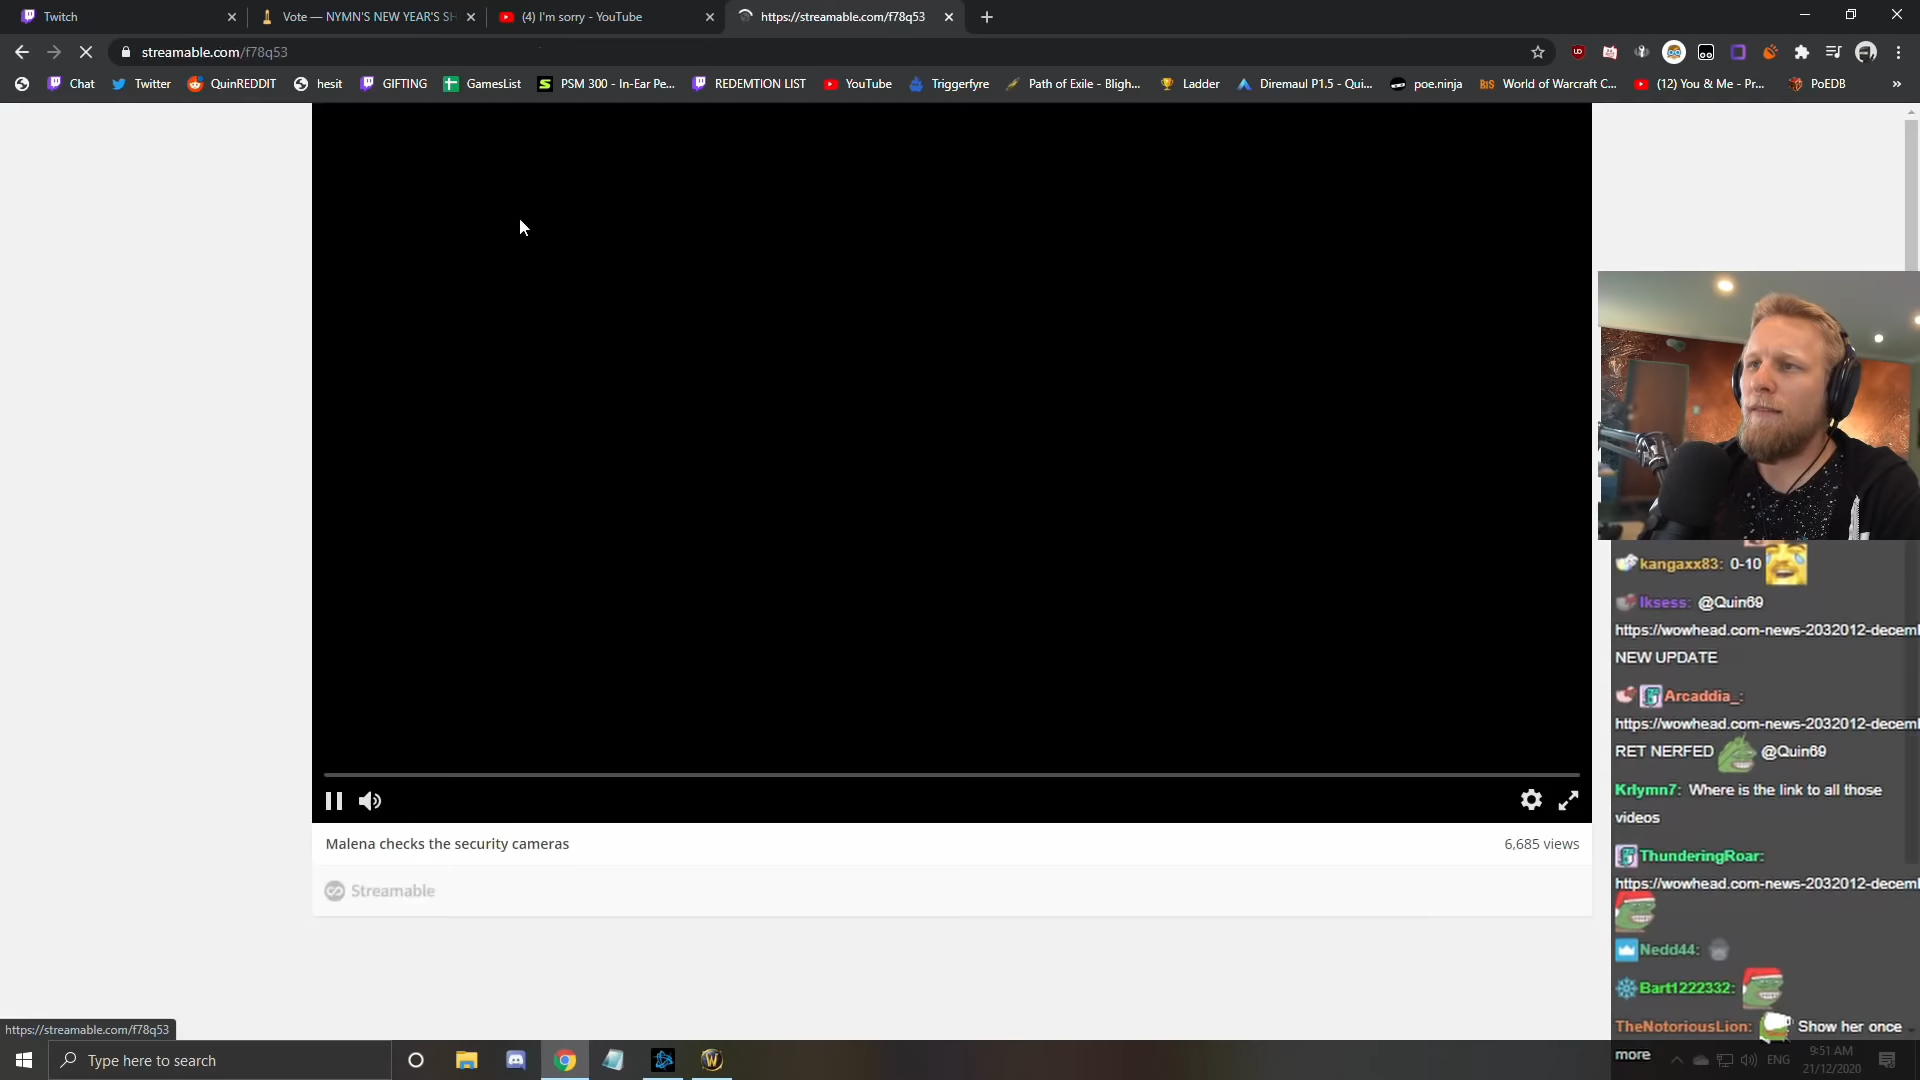 Twitch
Vote — NYMN'S NEW YEAR'S SH
(4) I'm sorry - YouTube
https://streamable.com/f78q53
streamable.com/f78q53
Chat
Twitter
QuinREDDIT
hesit
GIFTING
GamesList
PSM 300 - In-Ear Pe...
REDEMTION LIST
YouTube
Triggerfyre
Path of Exile - Bligh...
Ladder
Diremaul P1.5 - Qui...
poe.ninja
World of Warcraft C...
(12) You & Me - Pr...
PoEDB
kangaxx83: 0-10
Iksess: @Quin69
https://wowhead.com-news-2032012-decem
NEW UPDATE
Arcaddia_:
https://wowhead.com-news-2032012-decem
RET NERFED @Quin69
Krlymn7: Where is the link to all those
videos
ThunderingRoar:
https://wowhead.com-news-2032012-decem
Nedd44:
Bart1222332:
TheNotoriousLion: Show her once
more
Malena checks the security cameras
6,685 views
Streamable
https://streamable.com/f78q53
Type here to search
ENG
9:51 AM
21/12/2020